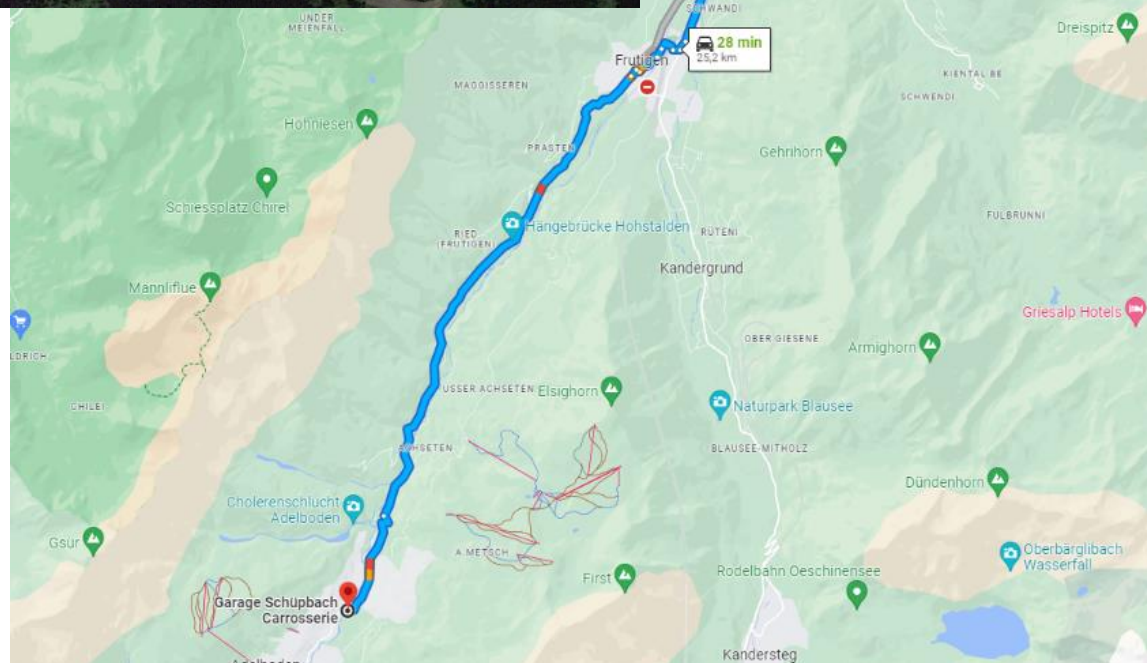 UNDER
MEIENFALL
SCHWANDI
Dreispitz
28 min
25,2 km
Frutigen
KIENTAL BE
MAGGISSEREN
SCHWENDI
Hohniesen
PRASTEN
Gehrihorn
Schiessplatz Chirel
FULBRUNNI
Hängebrücke Hohstalden
RIED
(FRUTIGEN)
RÜTENI
Kandergrund
Mannliflue
Griesalp Hotels
OBER GIESENE
LDRICH
Armighorn
USSER ACHSETEN
Elsighorn
CHILEI
Naturpark Blausee
ACHSETEN
BLAUSEE-MITHOLZ
Dündenhorn
Cholerenschlucht
Adelboden
Gsür
A METSCH
Oberbärglibach
Wasserfall
First
Rodelbahn Oeschinensee
Garage Schüpbach
Carrosserie
Kandersteg
Adelboden